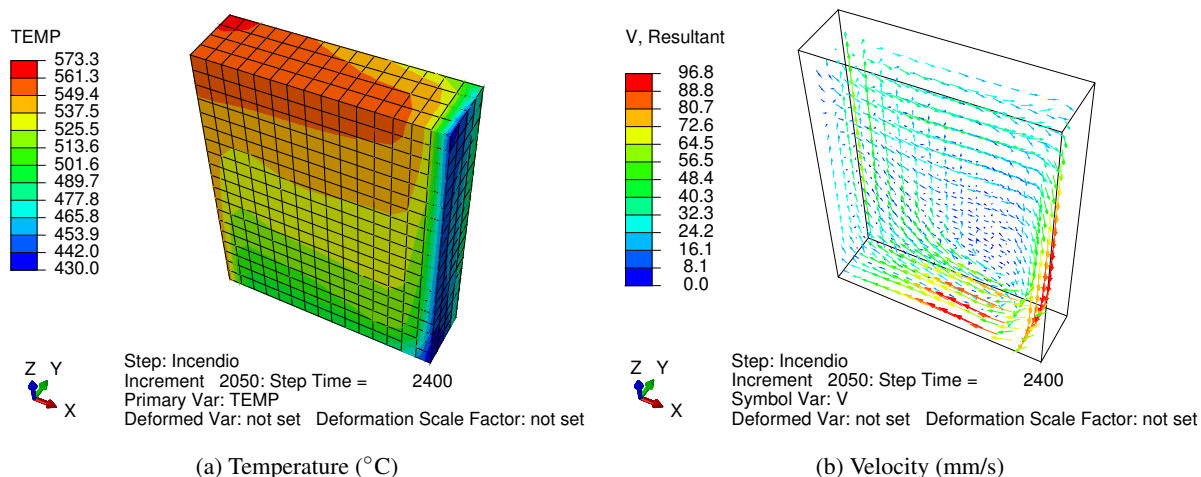 TEMP
573.3
561.3
549.4
537.5
525.5
513.6
501.6
489.7
477.8
465.8
453.9
442.0
430.0
Z Y
X
Step: Incendio
Increment 2050: Step Time = 2400
Primary Var: TEMP
Deformed Var: not set Deformation Scale Factor: not set
(a) Temperature (°C)
V, Resultant
96.8
88.8
80.7
72.6
64.5
56.5
48.4
40.3
32.3
24.2
16.1
8.1
0.0
Z Y
X
Step: Incendio
Increment 2050: Step Time = 2400
Symbol Var: V
Deformed Var: not set Deformation Scale Factor: not set
(b) Velocity (mm/s)